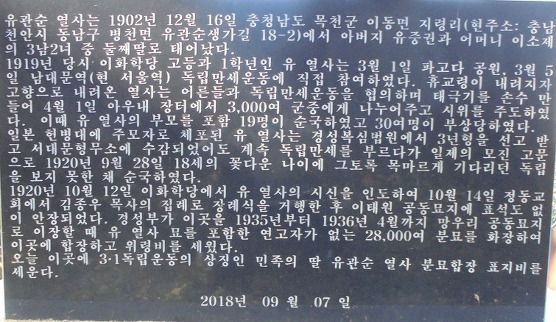 유관순 열사는 1902년 12월 16일 충청남도 목천군 이동면 지령리(현주소: 충남
천안시 동남구 병천면 유관순생가길 18-2)에서 아버지 유중권과 어머니 이소제
의 3남2녀 중 둘째딸로 태어났다.
1919년 당시 이화학당 고등과 1학년인 유 열사는 3월 1일 파고다 공원, 3월 5
일 남대문역(현 서울역) 독립만세운동에 직접 참여하였다. 휴교령이 내려지자
고향으로 내려온 열사는 어른들과 독립만세운동을 협의하며 태극기를 손수 만
들어 4월 1일 아우내 장터에서 3,000여 군중에게 나누어주고 시위를 주도하였
다. 이때 유 열사의 부모를 포함 19명이 순국하였고 30여명이 부상당하였다.
일본 헌병대에 주모자로 체포된 유 열사는 경성복심법원에서 3년형을 선고 받
고 서대문형무소에 수감되었어도 계속 독립만세를 부르다가 일제의 모진 고문
으로 1920년 9월 28일 18세의 꽃다운 나이에 그토록 목마르게 기다리던 독립
을 보지 못한 채 순국하였다.
1920년 10월 12일 이화학당에서 유 열사의 시신을 인도하여 10월 14일 정동교
회에서 김종우 목사의 집례로 장례식을 거행한 후 이태원 공동묘지에 표석도 없
이 안장되었다. 경성부가 이곳을 1935년부터 1936년 4월까지 망우리 공동묘지
로 이장할 때 유 열사 묘를 포함한 연고자가 없는 28,000여 분묘를 화장하여
이곳에 합장하고 위령비를 세웠다.
오늘 이곳에 3·1독립운동의 상징인 민족의 딸 유관순 열사 분묘합장 표지비를
세운다.
2018년 09월 07일